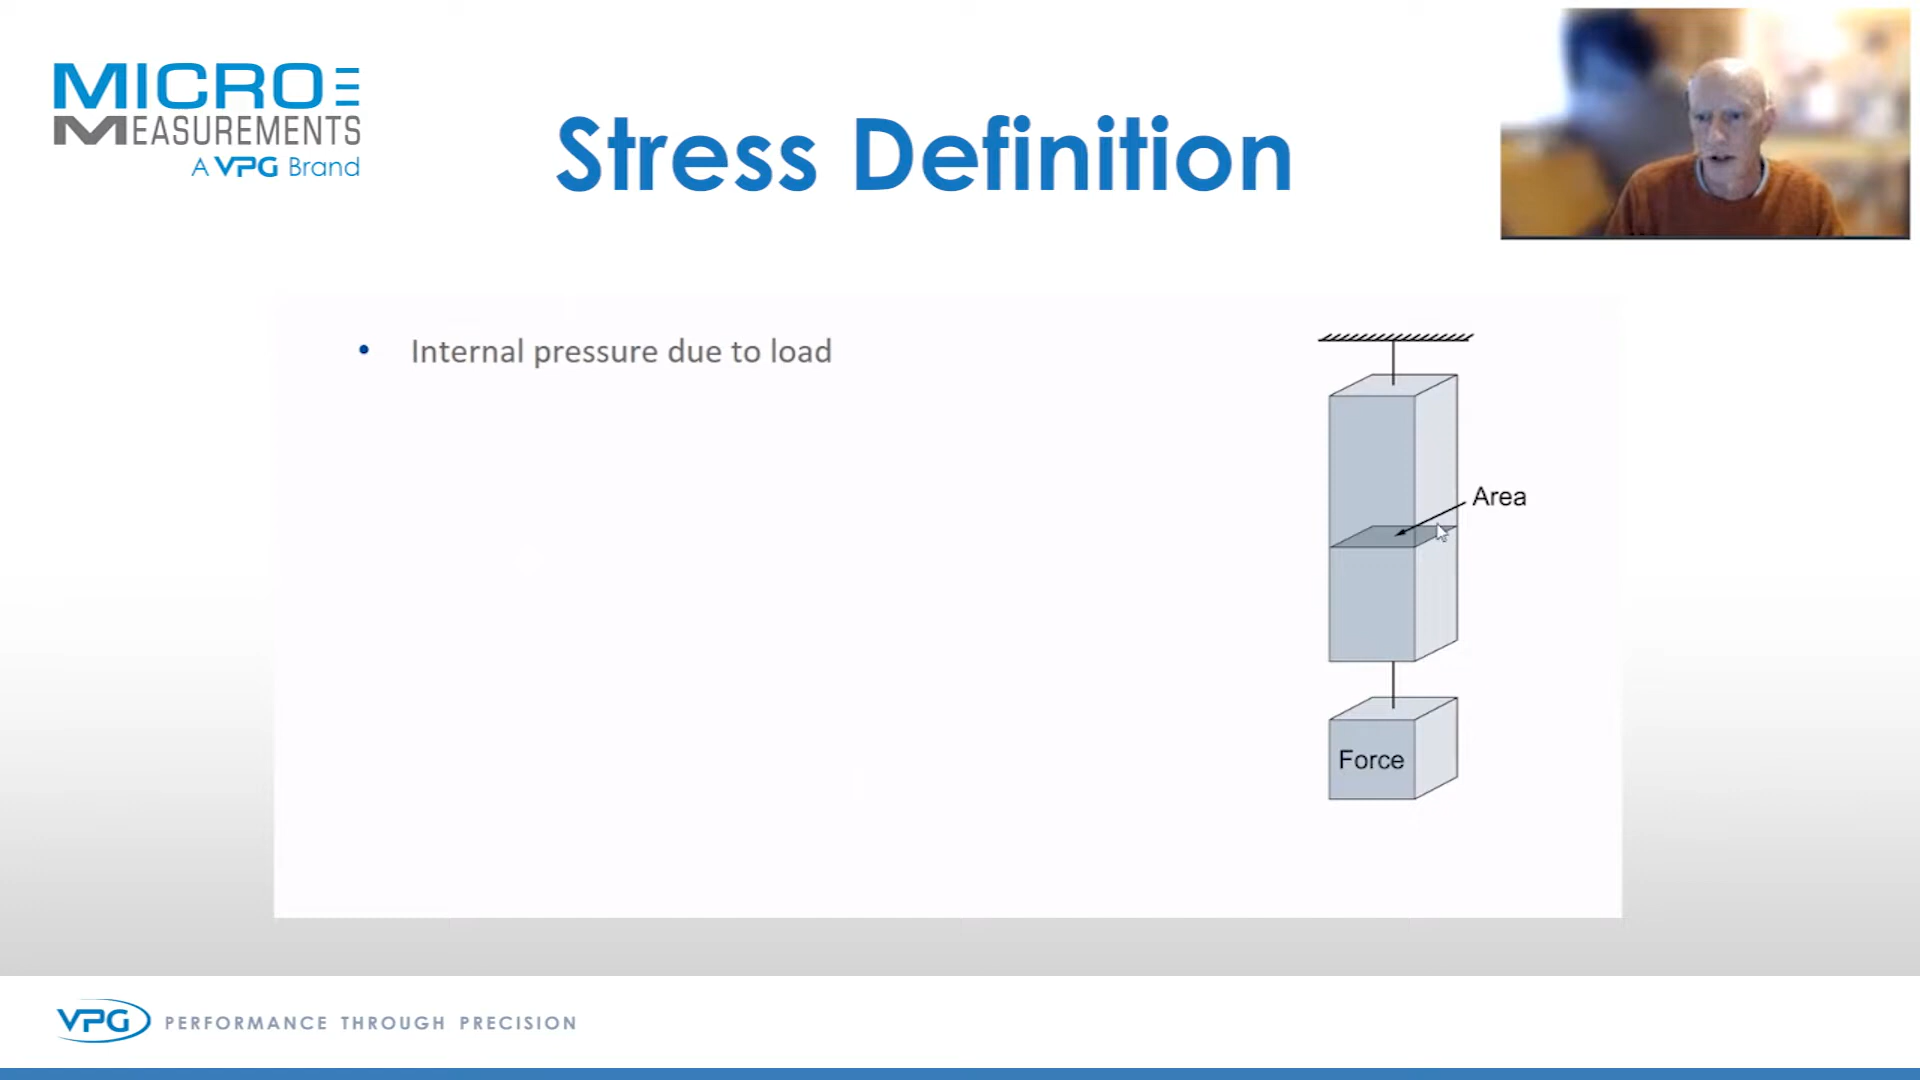 MICRO
MEASUREMENTS
A VPG Brand
Stress Definition
• Internal pressure due to load
Area
Force
VPG PERFORMANCE THROUGH PRECISION